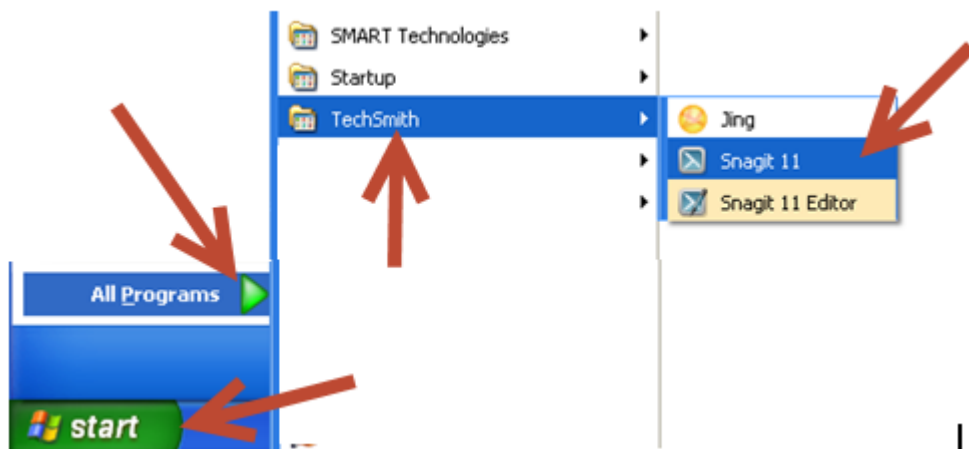 SMART Technologies
Startup
TechSmith
Jing
Snagit 11
Snagit 11 Editor
All Programs
start